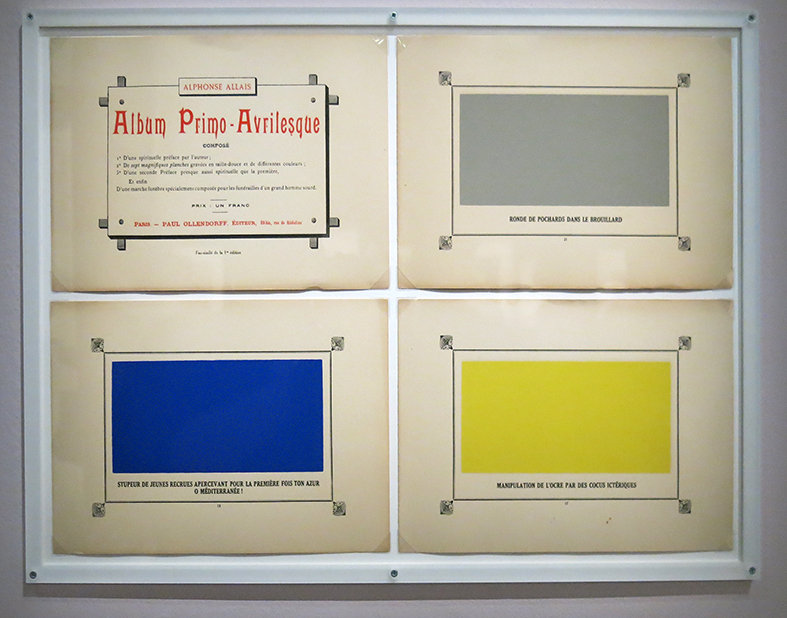 ALPHONSE ALLAIS
Album Primo-Avrilesque
COMPOSÉ
1° D'une spirituelle préface par l'auteur;
2° De sept magnifiques planches gravées en taille-douce et de différentes couleurs;
3° D'une seconde Préface presque aussi spirituelle que la première,
Et enfin
D'une marche funèbre spécialement composée pour les funérailles d'un grand homme sourd.
PRIX : UN FRANC
PARIS. — PAUL OLLENDORFF, ÉDITEUR, 28 bis, rue de Richelieu
Fac-similé de la 1re édition
RONDE DE POCHARDS DANS LE BROUILLARD
STUPEUR DE JEUNES RECRUES APERCEVANT POUR LA PREMIÈRE FOIS TON AZUR
O MÉDITERRANÉE !
MANIPULATION DE L'OCRE PAR DES COCUS ICTÉRIQUES